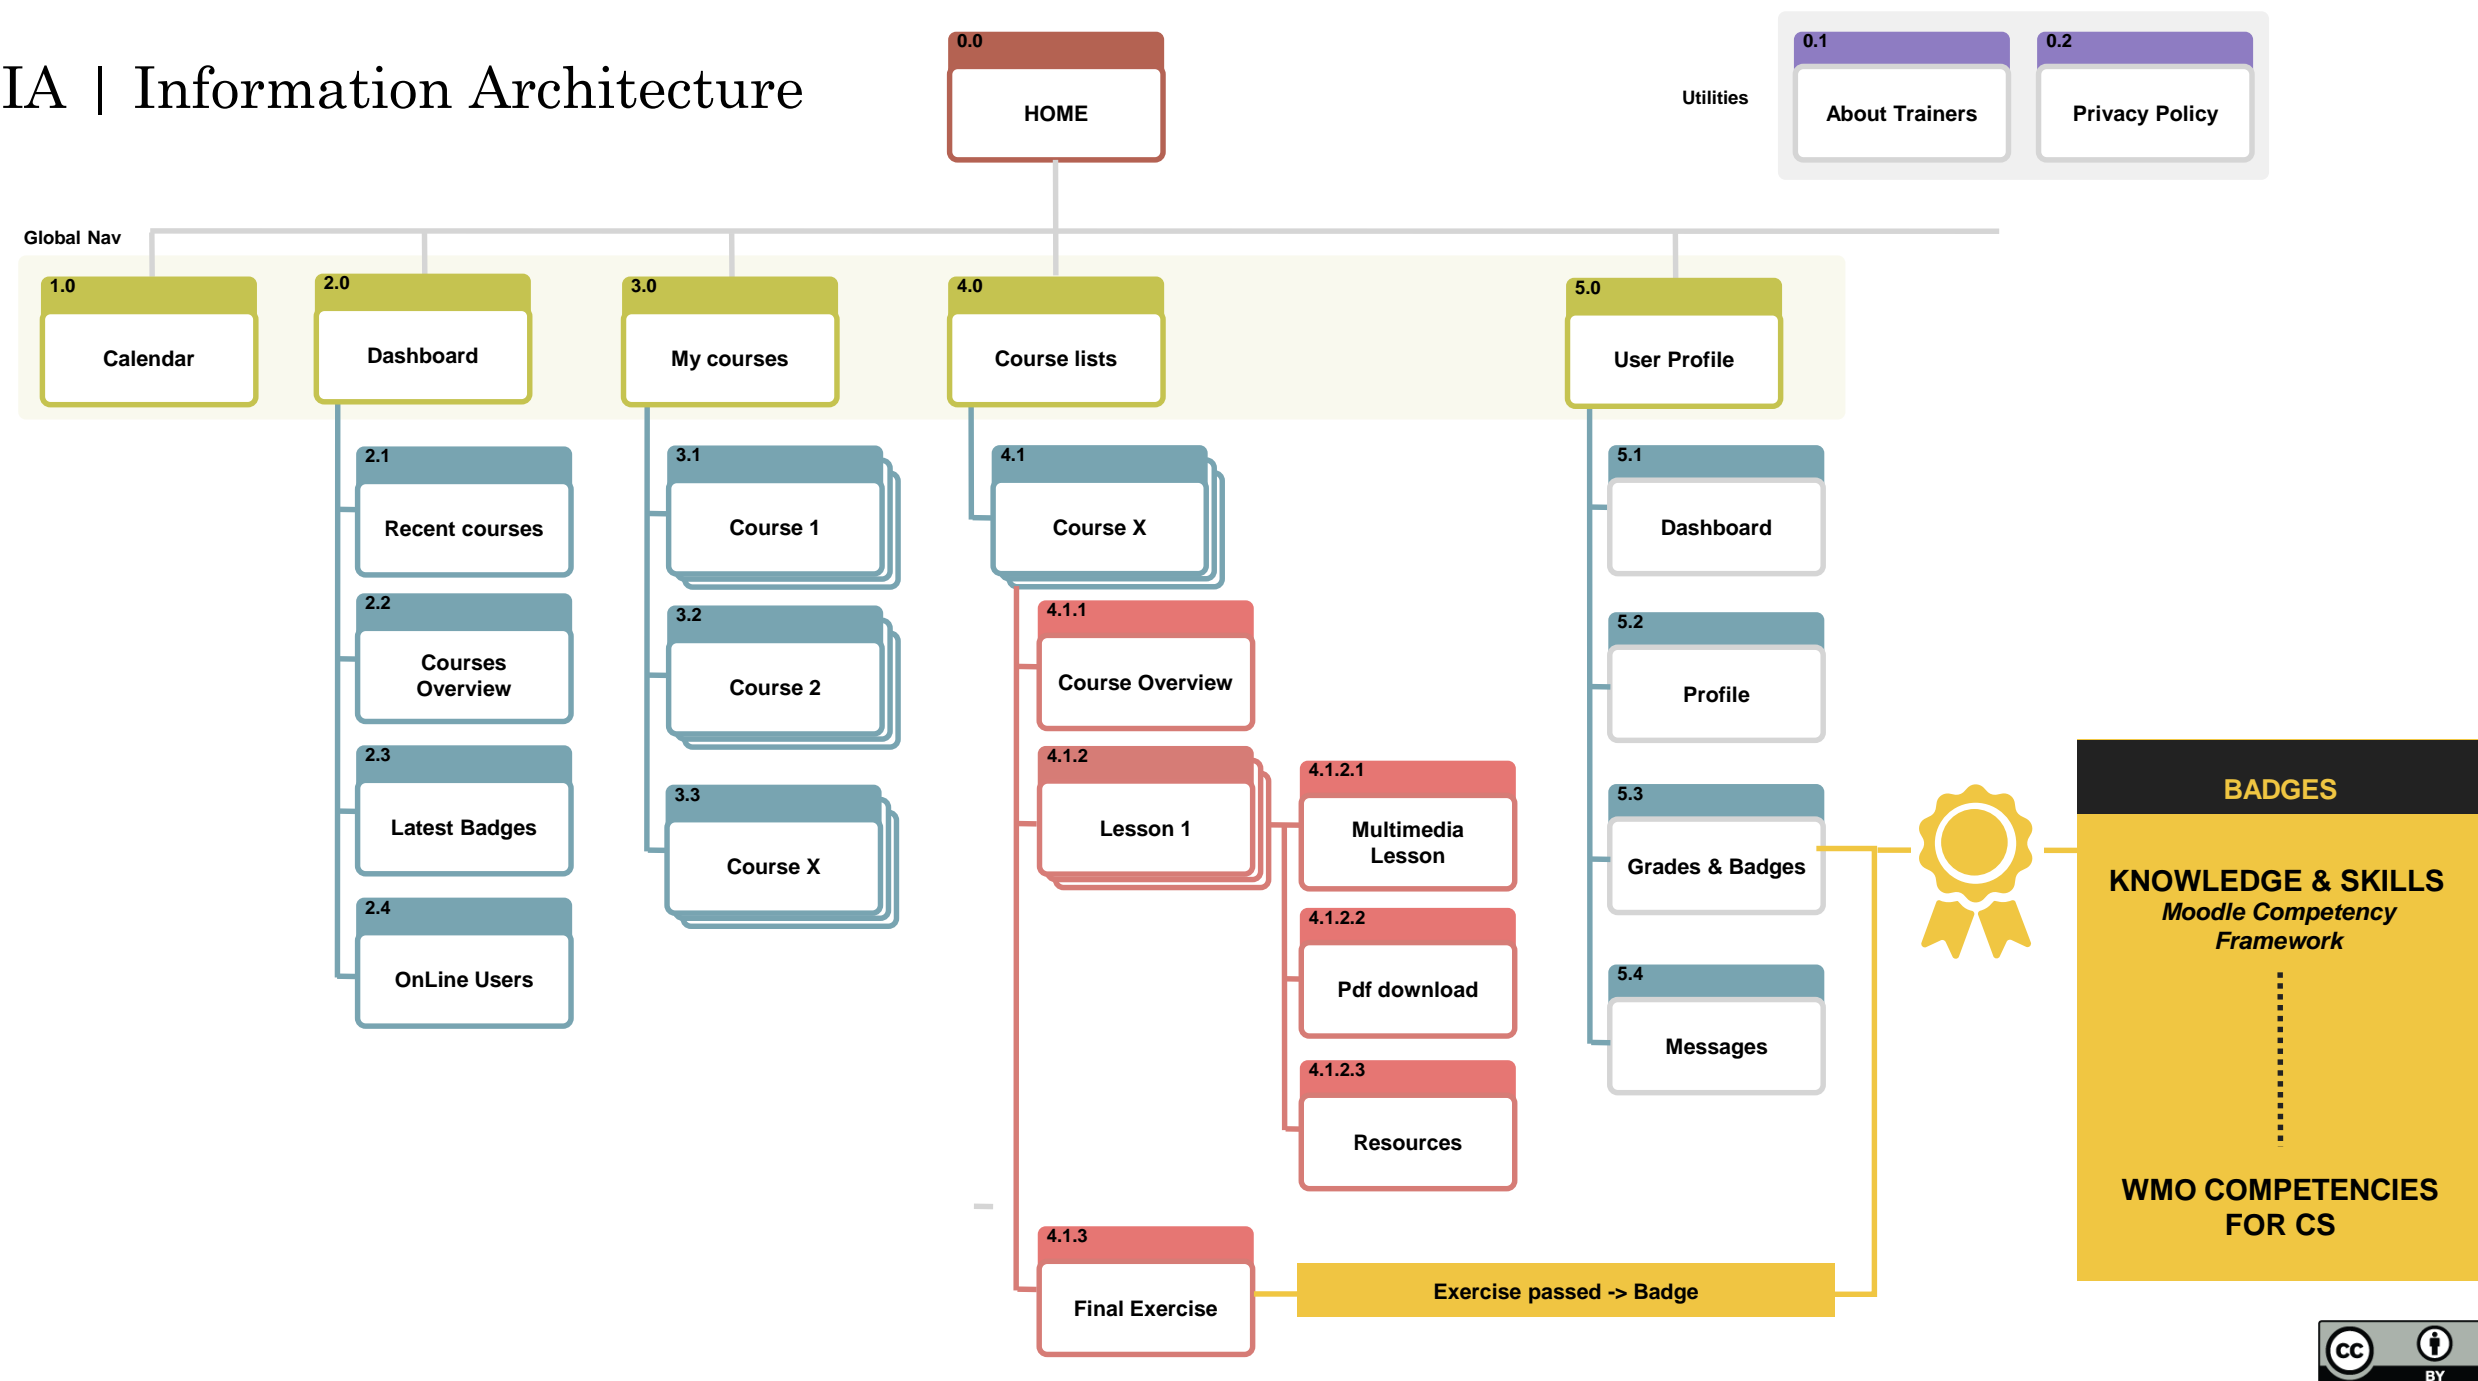 IA | Information Architecture
0.0
HOME
Utilities
0.1
About Trainers
0.2
Privacy Policy
Global Nav
1.0
Calendar
2.0
Dashboard
3.0
My courses
4.0
Course lists
5.0
User Profile
2.1
Recent courses
2.2
Courses
Overview
2.3
Latest Badges
2.4
OnLine Users
3.1
Course 1
3.2
Course 2
3.3
Course X
4.1
Course X
4.1.1
Course Overview
4.1.2
Lesson 1
4.1.2.1
Multimedia
Lesson
4.1.2.2
Pdf download
4.1.2.3
Resources
4.1.3
Final Exercise
Exercise passed -> Badge
5.1
Dashboard
5.2
Profile
5.3
Grades & Badges
5.4
Messages
BADGES
KNOWLEDGE & SKILLS
Moodle Competency
Framework
WMO COMPETENCIES
FOR CS
cc
BY